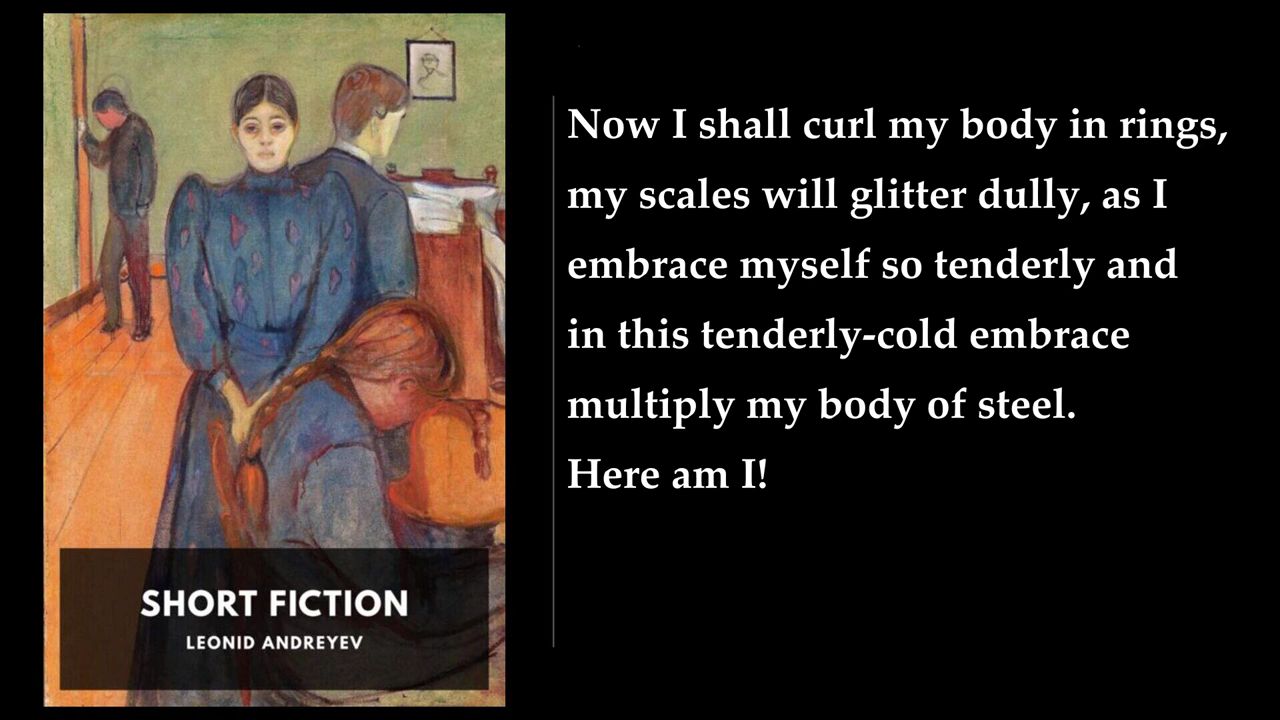 Now I shall curl my body in rings,
my scales will glitter dully, as I
embrace myself so tenderly and
in this tenderly-cold embrace
multiply my body of steel.
Here am I!
SHORT FICTION
LEONID ANDREYEV